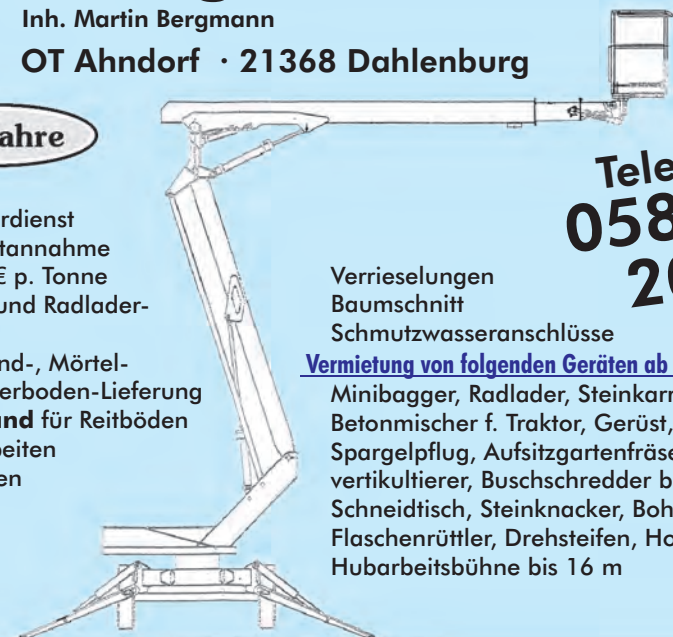 Inh. Martin Bergmann
OT Ahndorf · 21368 Dahlenburg
ahre
rdienst
tannahme
€ p. Tonne
und Radlader-
nd-, Mörtel-
erboden-Lieferung
and für Reitböden
beiten
en
Tele
058
20
Verrieselungen
Baumschnitt
Schmutzwasseranschlüsse
Vermietung von folgenden Geräten ab
Minibagger, Radlader, Steinkarr
Betonmischer f. Traktor, Gerüst,
Spargelpflug, Aufsitzgartenfräse
vertikultierer, Buschschredder b
Schneidtisch, Steinknacker, Boh
Flaschenrüttler, Drehsteifen, Ho
Hubarbeitsbühne bis 16 m